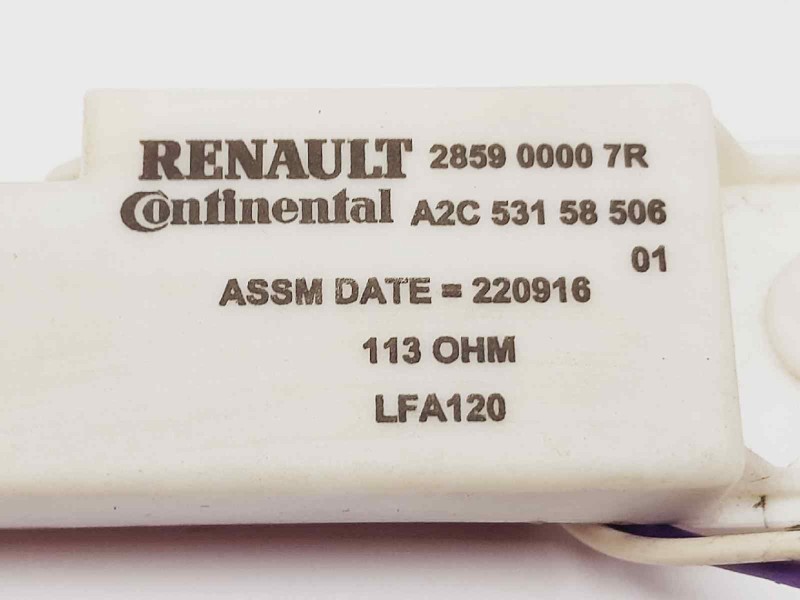 RENAULT 2859 0000 7R
Continental A2C 531 58 506
01
ASSM DATE = 220916
113 OHM
LFA120